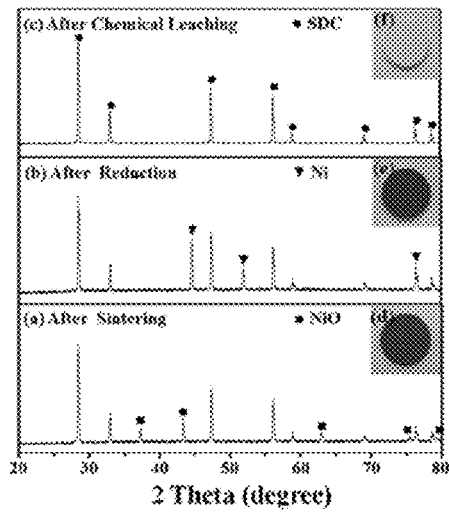 (c) After Chemical Leaching SDC (f)
(b) After Reduction Ni (e)
(a) After Sintering NiO (d)
20 30 40 50 60 70 80
2 Theta (degree)